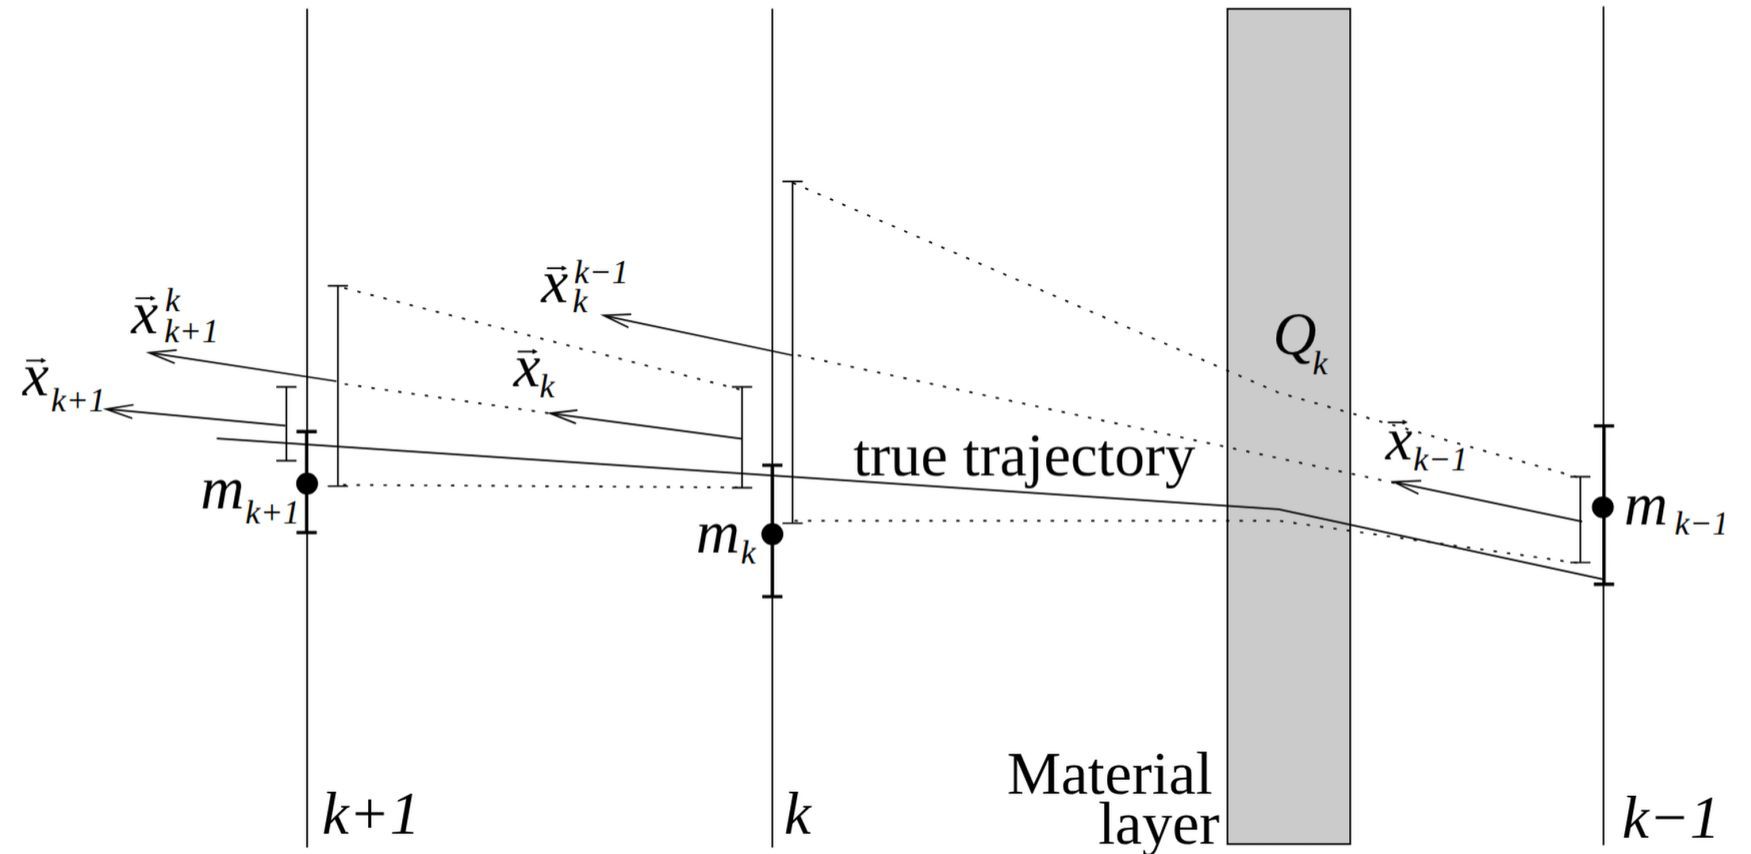 x⃗ₖᵏ⁻¹
x⃗ₖ₊₁ᵏ
Qₖ
x⃗ₖ
x⃗ₖ₊₁
x⃗ₖ₋₁
true trajectory
mₖ₊₁
mₖ
mₖ₋₁
Material
layer
k+1
k
k−1